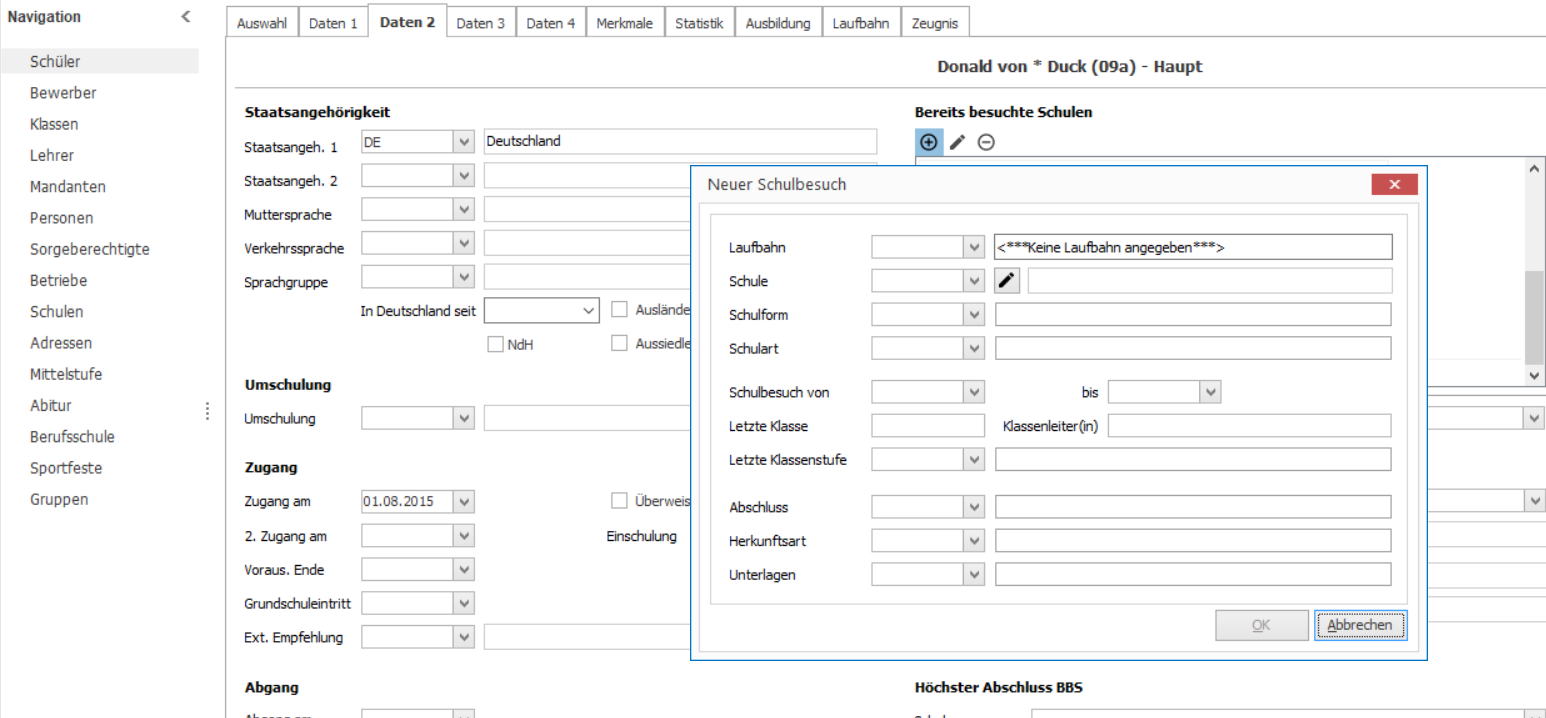 Navigation
Schüler
Bewerber
Klassen
Lehrer
Mandanten
Personen
Sorgeberechtigte
Betriebe
Schulen
Adressen
Mittelstufe
Abitur
Berufsschule
Sportfeste
Gruppen
Auswahl Daten 1 Daten 2 Daten 3 Daten 4 Merkmale Statistik Ausbildung Laufbahn Zeugnis
Donald von * Duck (09a) - Haupt
Staatsangehörigkeit
Staatsangeh. 1 DE Deutschland
Staatsangeh. 2
Muttersprache
Verkehrssprache
Sprachgruppe
In Deutschland seit Auslände
NdH Aussiedle
Umschulung
Umschulung
Zugang
Zugang am 01.08.2015 Überweis
2. Zugang am Einschulung
Voraus. Ende
Grundschuleintritt
Ext. Empfehlung
Abgang
Bereits besuchte Schulen
Neuer Schulbesuch
Laufbahn <***Keine Laufbahn angegeben***>
Schule
Schulform
Schulart
Schulbesuch von bis
Letzte Klasse Klassenleiter(in)
Letzte Klassenstufe
Abschluss
Herkunftsart
Unterlagen
OK Abbrechen
Höchster Abschluss BBS